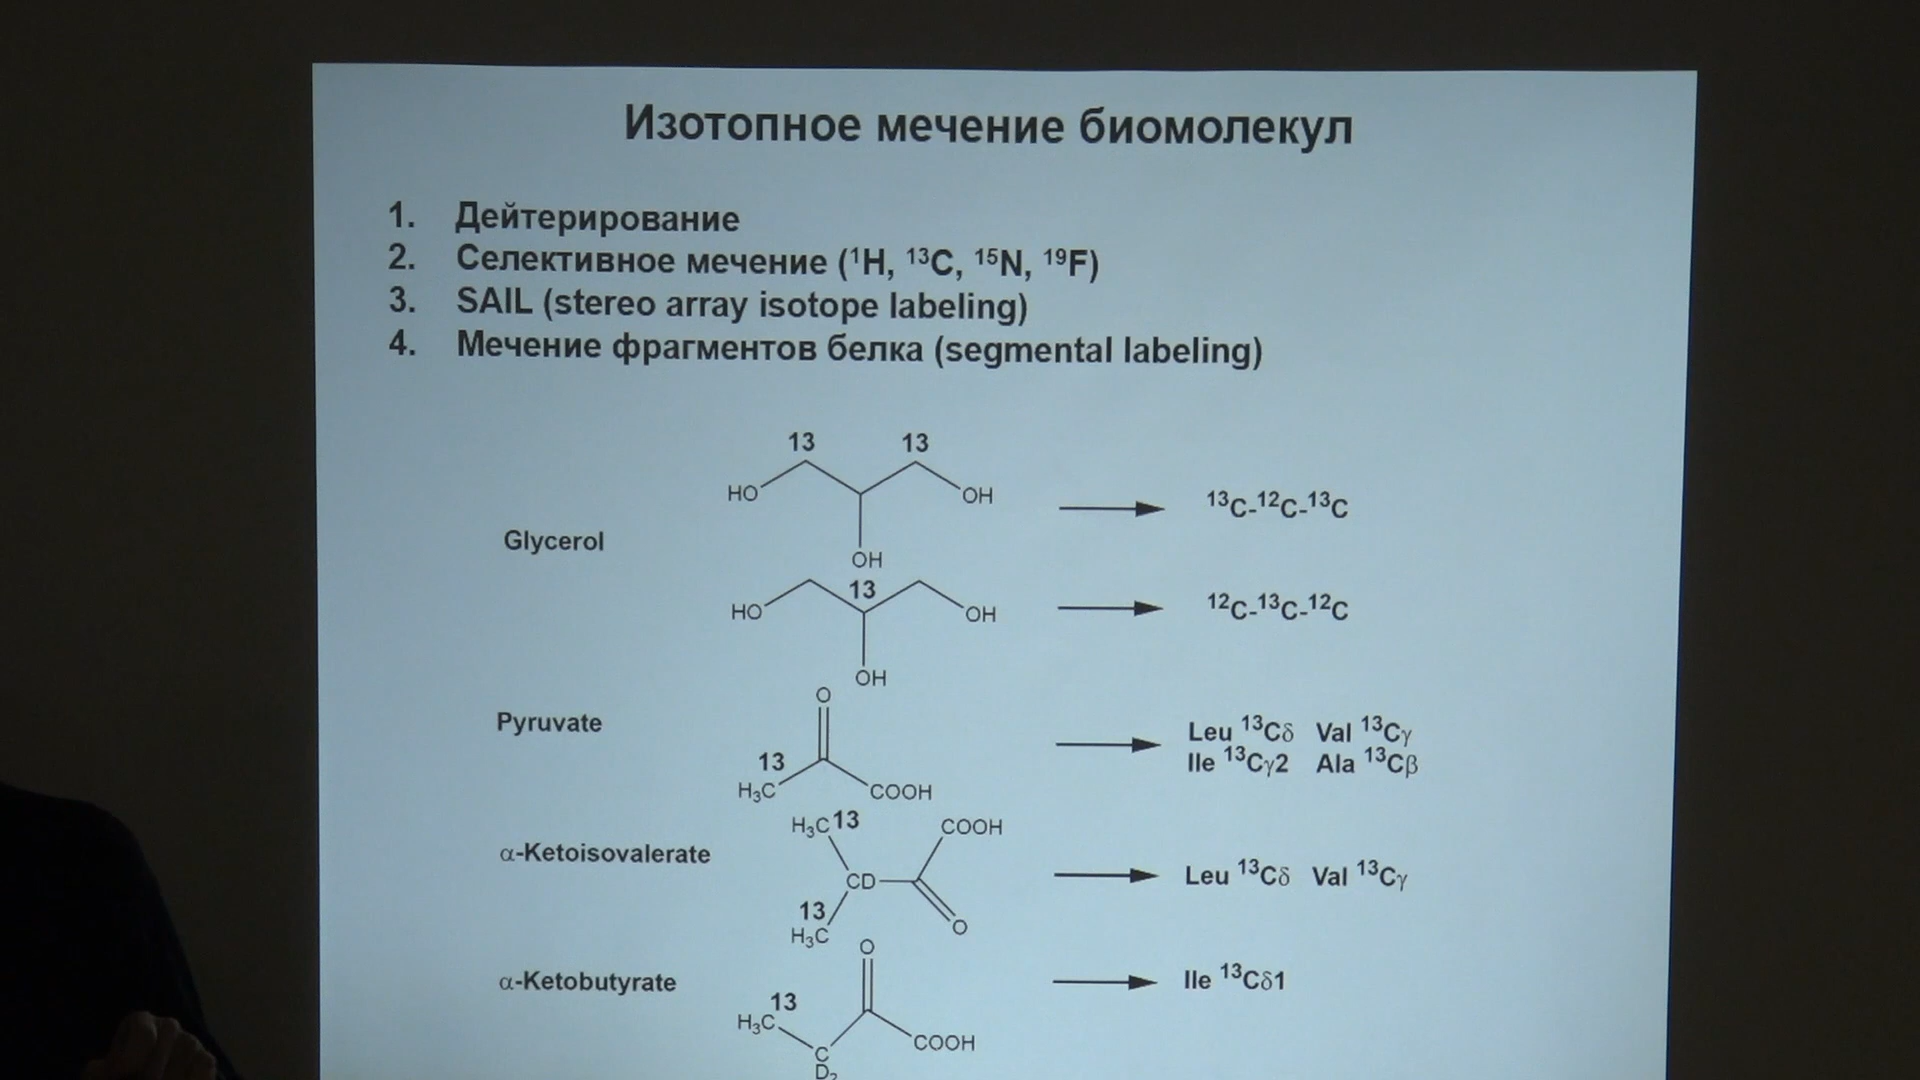 Изотопное мечение биомолекул
1. Дейтерирование
2. Селективное мечение (¹H, ¹³C, ¹⁵N, ¹⁹F)
3. SAIL (stereo array isotope labeling)
4. Мечение фрагментов белка (segmental labeling)
13 13
HO OH
OH
¹³C-¹²C-¹³C
Glycerol
13
HO OH
OH
¹²C-¹³C-¹²C
Pyruvate
O
13
H₃C COOH
Leu ¹³Cδ Val ¹³Cγ
Ile ¹³Cγ2 Ala ¹³Cβ
α-Ketoisovalerate
H₃C 13 COOH
CD
13
H₃C O
Leu ¹³Cδ Val ¹³Cγ
α-Ketobutyrate
O
13
H₃C COOH
C
D₂
Ile ¹³Cδ1